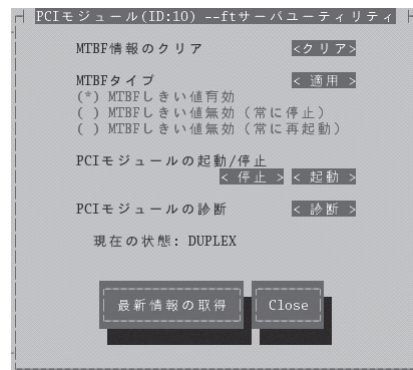 PCIモジュール(ID:10) --ftサーバユーティリティ
MTBF情報のクリア <クリア>
MTBFタイプ < 適用 >
(*) MTBFしきい値有効
( ) MTBFしきい値無効（常に停止）
( ) MTBFしきい値無効（常に再起動）
PCIモジュールの起動/停止
< 停止 > < 起動 >
PCIモジュールの診断 < 診断 >
現在の状態: DUPLEX
最新情報の取得 Close